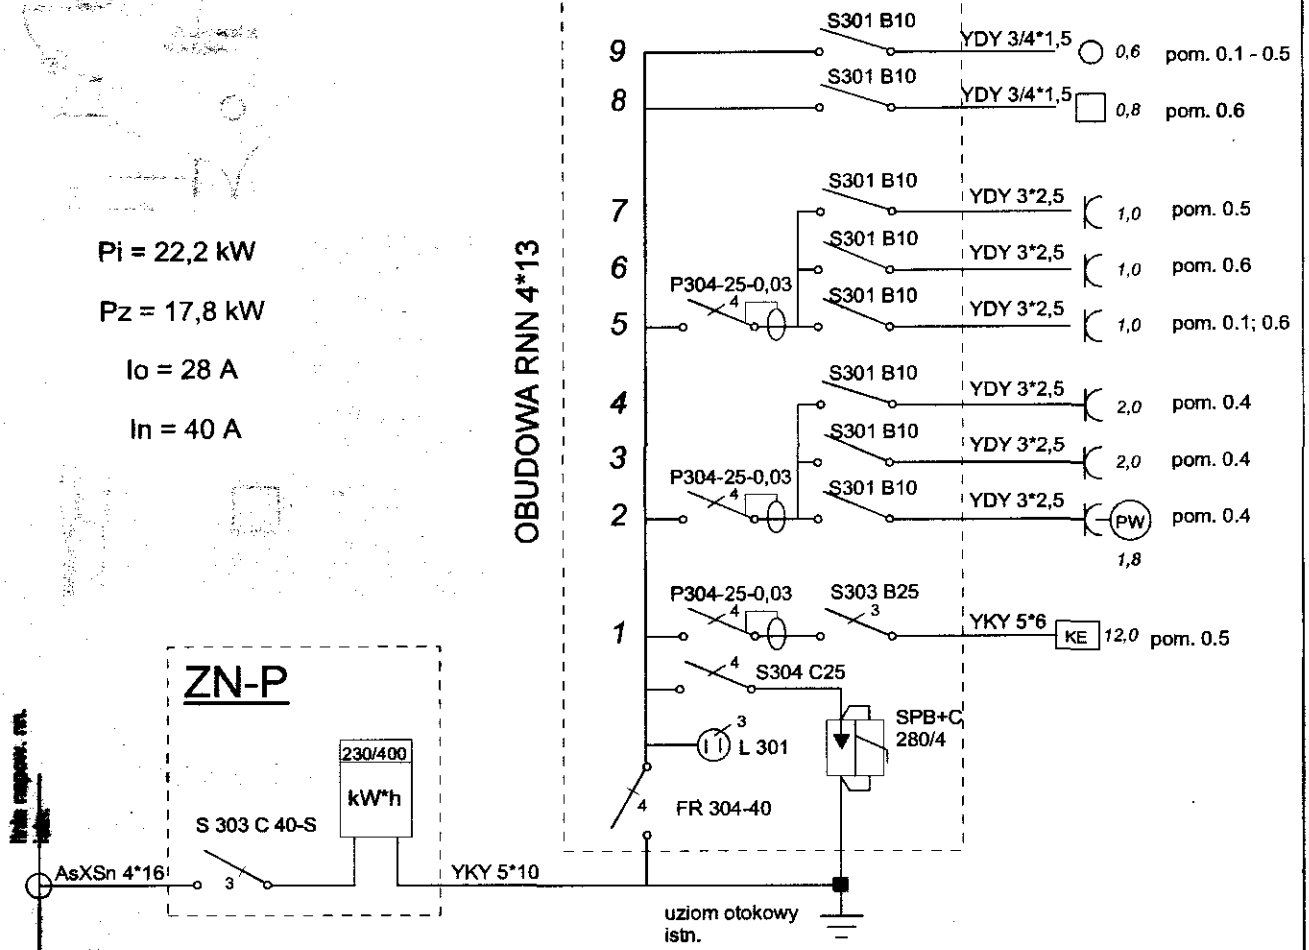 S301 B10
9 YDY 3/4*1,5 0,6 pom. 0.1 - 0.5
S301 B10
8 YDY 3/4*1,5 0,8 pom. 0.6
S301 B10
7 YDY 3*2,5 1,0 pom. 0.5
S301 B10
6 YDY 3*2,5 1,0 pom. 0.6
P304-25-0,03 S301 B10
5 4 YDY 3*2,5 1,0 pom. 0.1; 0.6
S301 B10
4 YDY 3*2,5 2,0 pom. 0.4
S301 B10
3 YDY 3*2,5 2,0 pom. 0.4
P304-25-0,03 S301 B10
2 4 YDY 3*2,5 PW pom. 0.4
1,8
P304-25-0,03 S303 B25
1 4 3 YKY 5*6 KE 12,0 pom. 0.5
4 S304 C25
SPB+C
280/4
3
L 301
4 FR 304-40
OBUDOWA RNN 4*13
Pi = 22,2 kW
Pz = 17,8 kW
Io = 28 A
In = 40 A
ZN-P
230/400
kW*h
S 303 C 40-S
3
AsXSn 4*16
YKY 5*10
uziom otokowy
istn.